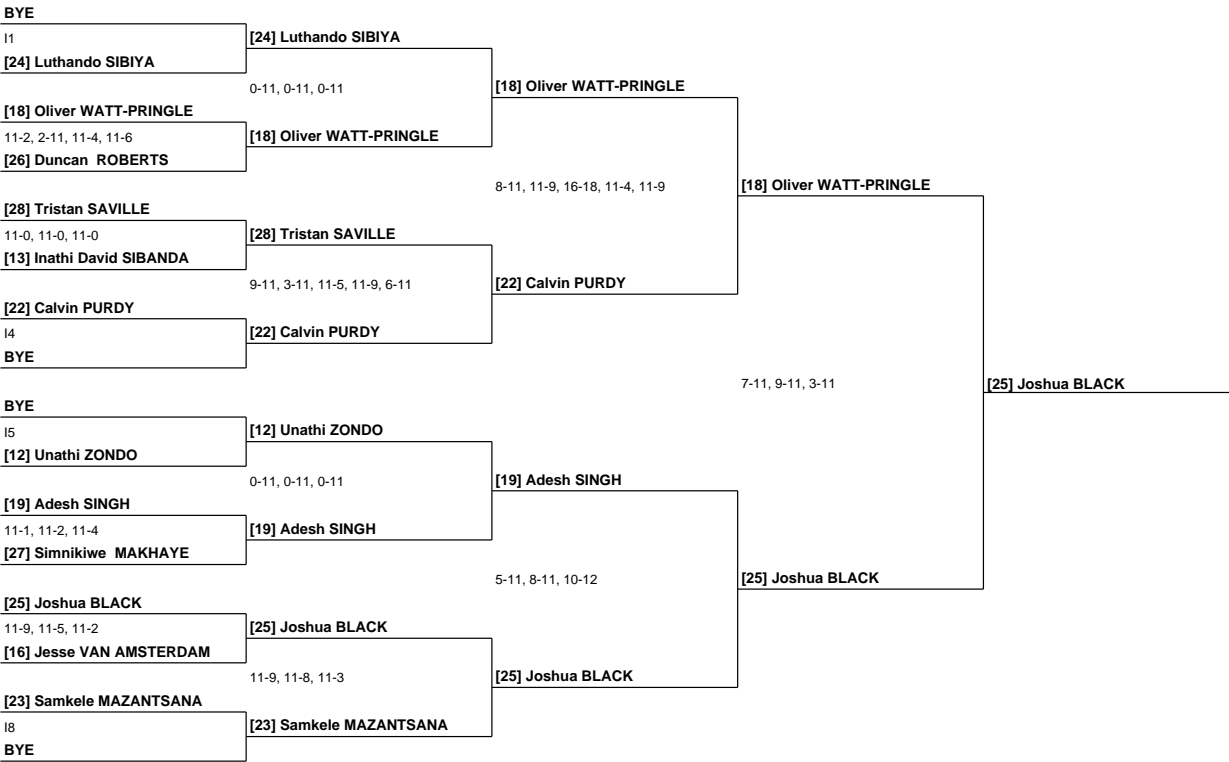 BYE
I1
[24] Luthando SIBIYA
[24] Luthando SIBIYA
0-11, 0-11, 0-11
[18] Oliver WATT-PRINGLE
[18] Oliver WATT-PRINGLE
11-2, 2-11, 11-4, 11-6
[18] Oliver WATT-PRINGLE
[26] Duncan  ROBERTS
8-11, 11-9, 16-18, 11-4, 11-9
[18] Oliver WATT-PRINGLE
[28] Tristan SAVILLE
11-0, 11-0, 11-0
[28] Tristan SAVILLE
[13] Inathi David SIBANDA
9-11, 3-11, 11-5, 11-9, 6-11
[22] Calvin PURDY
[22] Calvin PURDY
I4
[22] Calvin PURDY
BYE
7-11, 9-11, 3-11
[25] Joshua BLACK
BYE
I5
[12] Unathi ZONDO
[12] Unathi ZONDO
0-11, 0-11, 0-11
[19] Adesh SINGH
[19] Adesh SINGH
11-1, 11-2, 11-4
[19] Adesh SINGH
[27] Simnikiwe  MAKHAYE
5-11, 8-11, 10-12
[25] Joshua BLACK
[25] Joshua BLACK
11-9, 11-5, 11-2
[25] Joshua BLACK
[16] Jesse VAN AMSTERDAM
11-9, 11-8, 11-3
[25] Joshua BLACK
[23] Samkele MAZANTSANA
I8
[23] Samkele MAZANTSANA
BYE